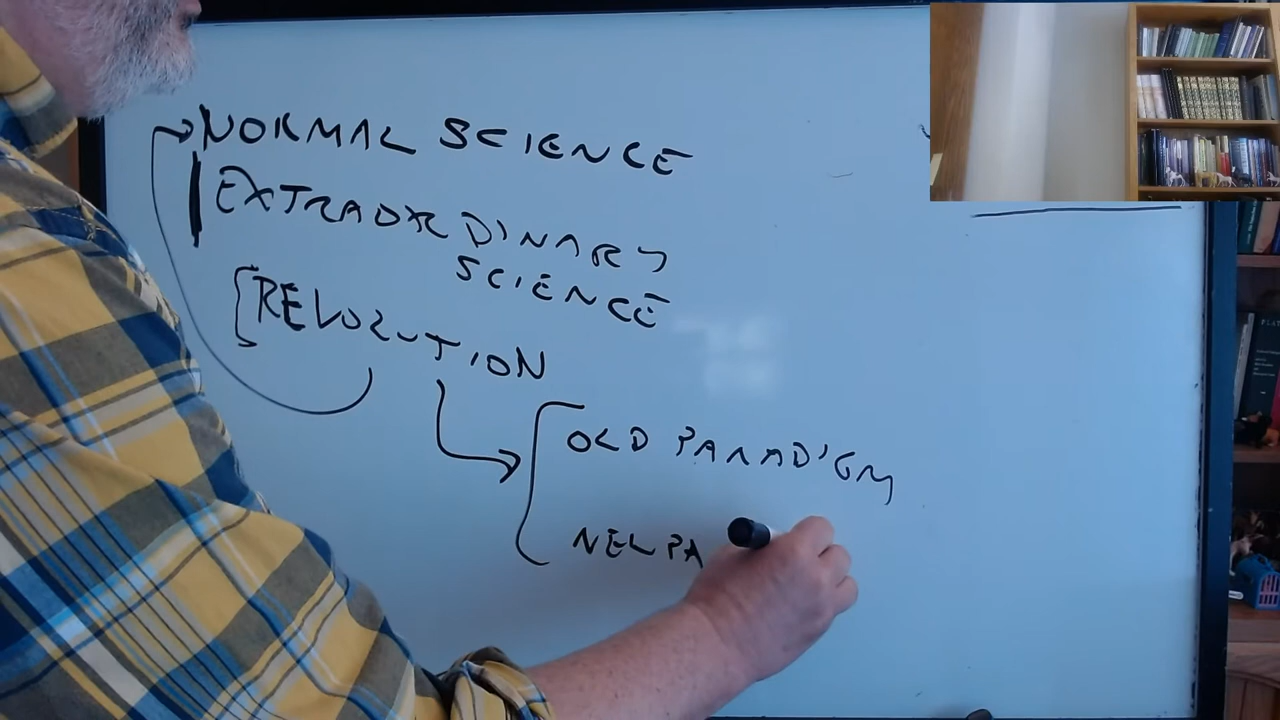 NORMAL SCIENCE
EXTRAORDINARY
SCIENCE
REVOLUTION
OLD PARADIGM
NEW PA